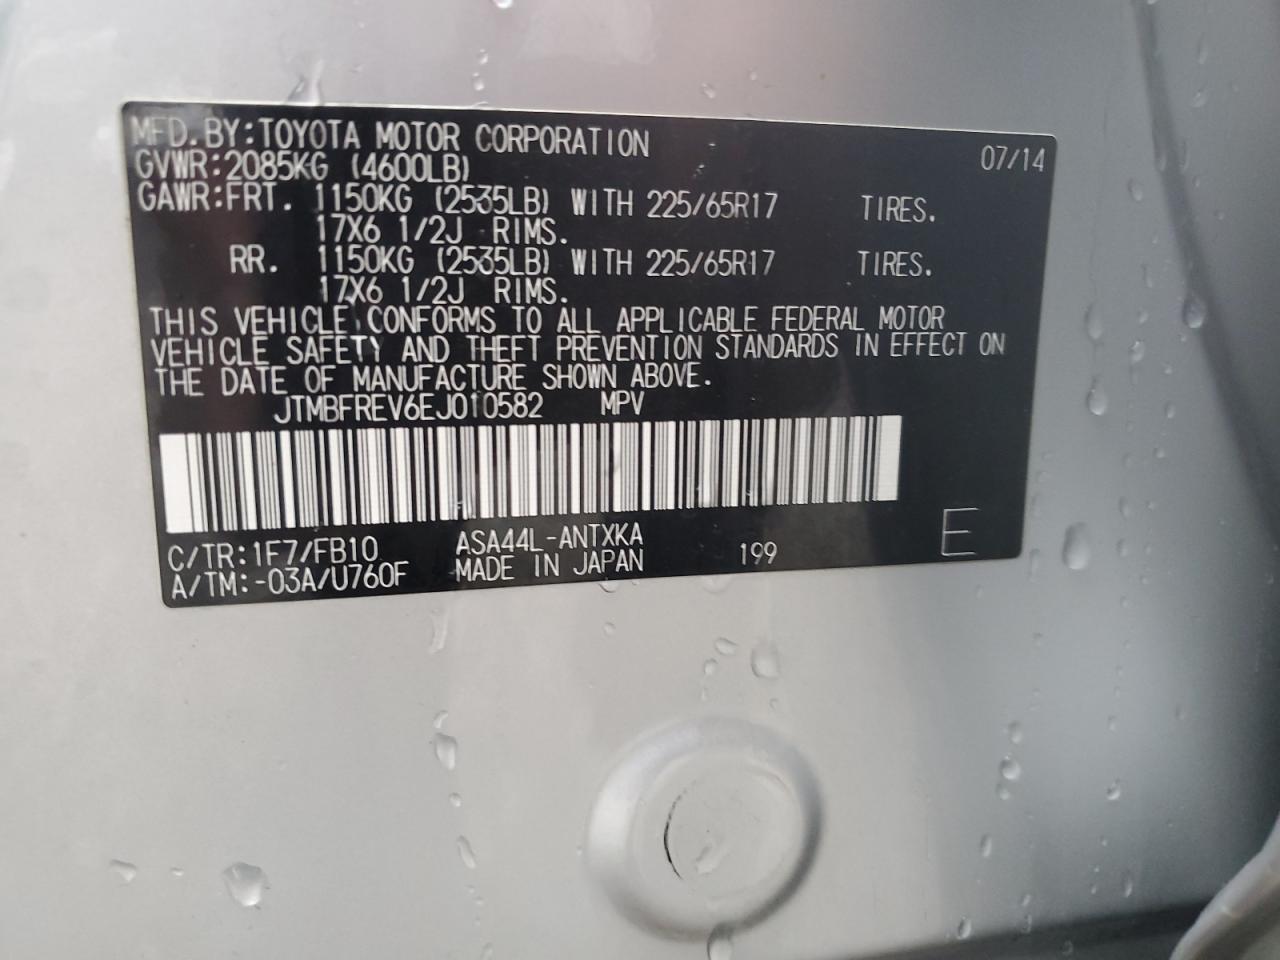 MFD. BY: TOYOTA MOTOR CORPORATION 07/14
GVWR: 2085KG (4600LB)
GAWR: FRT. 1150KG (2535LB) WITH 225/65R17 TIRES.
17X6 1/2J RIMS.
RR. 1150KG (2535LB) WITH 225/65R17 TIRES.
17X6 1/2J RIMS.
THIS VEHICLE CONFORMS TO ALL APPLICABLE FEDERAL MOTOR
VEHICLE SAFETY AND THEFT PREVENTION STANDARDS IN EFFECT ON
THE DATE OF MANUFACTURE SHOWN ABOVE.
JTMBFREV6EJ010582 MPV
C/TR: 1F7/FB10 ASA44L-ANTXKA 199 E
A/TM: -03A/U760F MADE IN JAPAN